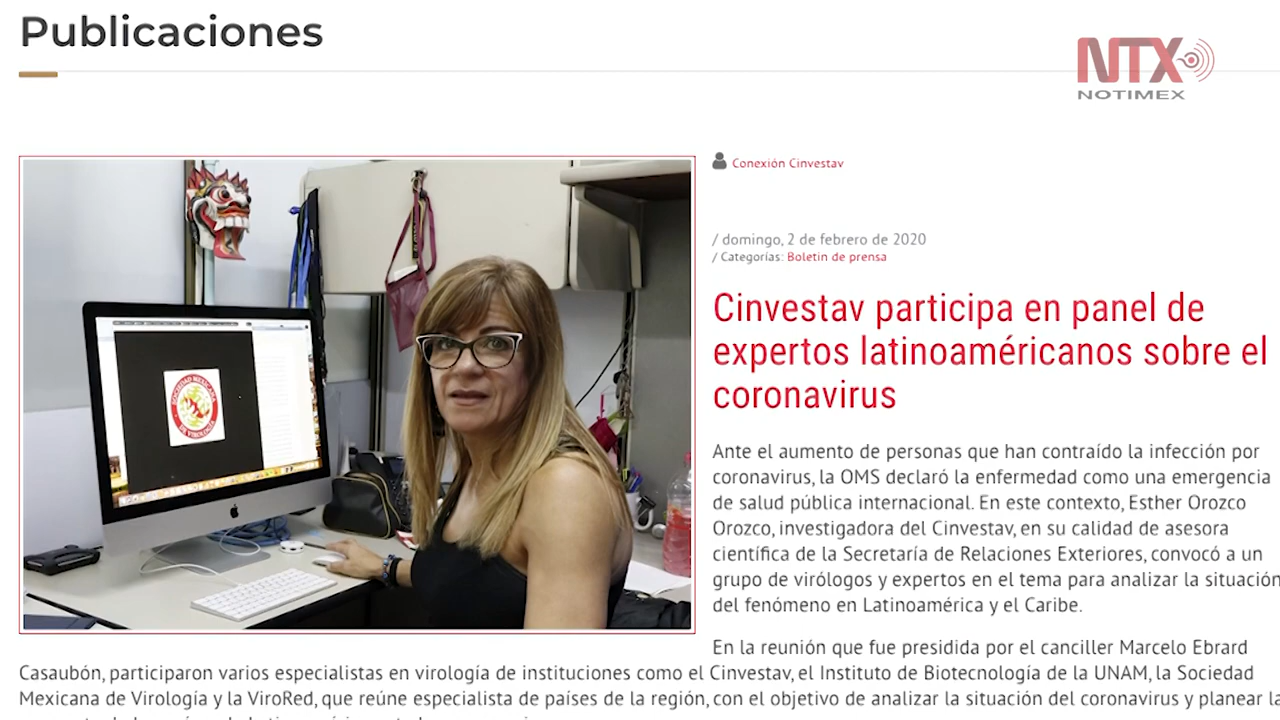 Publicaciones
NTX
NOTIMEX
Conexión Cinvestav
/ domingo, 2 de febrero de 2020
/ Categorías: Boletin de prensa
Cinvestav participa en panel de
expertos latinoaméricanos sobre el
coronavirus
SOCIEDAD MEXICANA
DE VIROLOGÍA
Ante el aumento de personas que han contraído la infección por
coronavirus, la OMS declaró la enfermedad como una emergencia
de salud pública internacional. En este contexto, Esther Orozco
Orozco, investigadora del Cinvestav, en su calidad de asesora
científica de la Secretaría de Relaciones Exteriores, convocó a un
grupo de virólogos y expertos en el tema para analizar la situación
del fenómeno en Latinoamérica y el Caribe.
En la reunión que fue presidida por el canciller Marcelo Ebrard
Casaubón, participaron varios especialistas en virología de instituciones como el Cinvestav, el Instituto de Biotecnología de la UNAM, la Sociedad
Mexicana de Virología y la ViroRed, que reúne especialista de países de la región, con el objetivo de analizar la situación del coronavirus y planear la